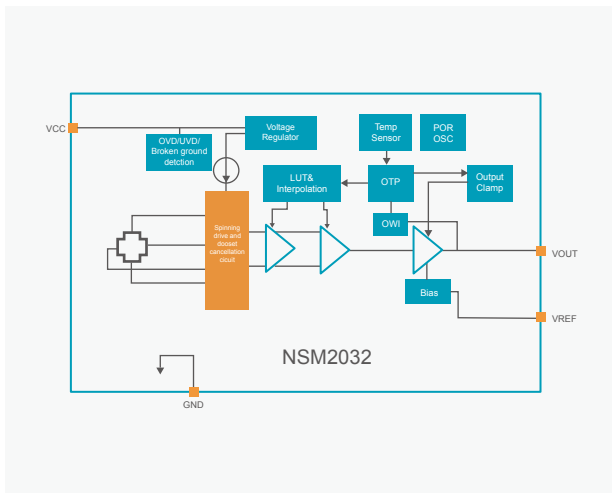 VCC
OVD/UVD/
Broken ground
detction
Voltage
Regulator
Temp
Sensor
POR
OSC
LUT&
Interpolation
OTP
Output
Clamp
OWI
Spinning
drive and
dooset
cancellation
cicuit
Bias
VOUT
VREF
NSM2032
GND